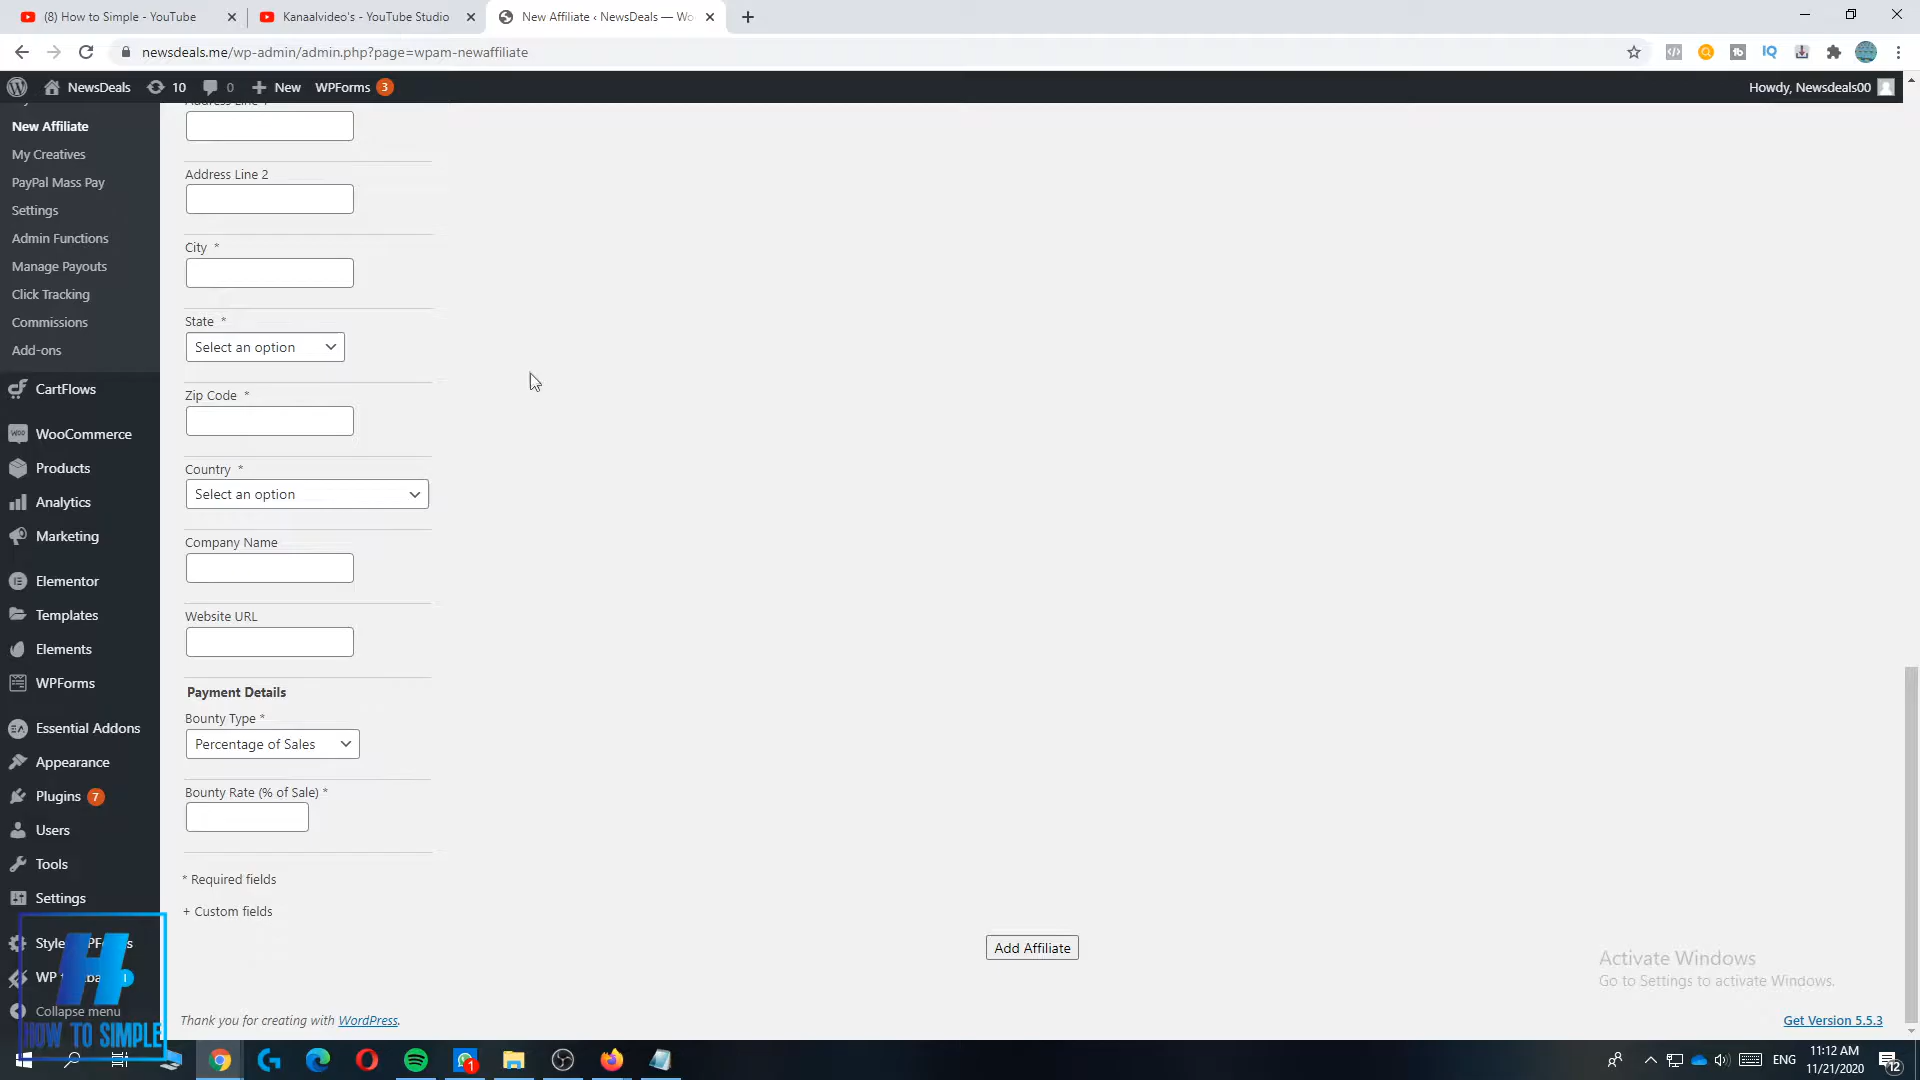 (8) How to Simple - YouTube
Kanaalvideo's - YouTube Studio
New Affiliate ‹ NewsDeals — Wo
newsdeals.me/wp-admin/admin.php?page=wpam-newaffiliate
NewsDeals
10
0
New
WPForms 3
Howdy, Newsdeals00
New Affiliate
My Creatives
PayPal Mass Pay
Settings
Admin Functions
Manage Payouts
Click Tracking
Commissions
Add-ons
CartFlows
WooCommerce
Products
Analytics
Marketing
Elementor
Templates
Elements
WPForms
Essential Addons
Appearance
Plugins 7
Users
Tools
Settings
Collapse menu
HOW TO SIMPLE
Address Line 1
Address Line 2
City *
State *
Select an option
Zip Code *
Country *
Select an option
Company Name
Website URL
Payment Details
Bounty Type *
Percentage of Sales
Bounty Rate (% of Sale) *
* Required fields
+ Custom fields
Add Affiliate
Activate Windows
Go to Settings to activate Windows.
Thank you for creating with WordPress.
Get Version 5.5.3
1
ENG
11:12 AM
11/21/2020
12